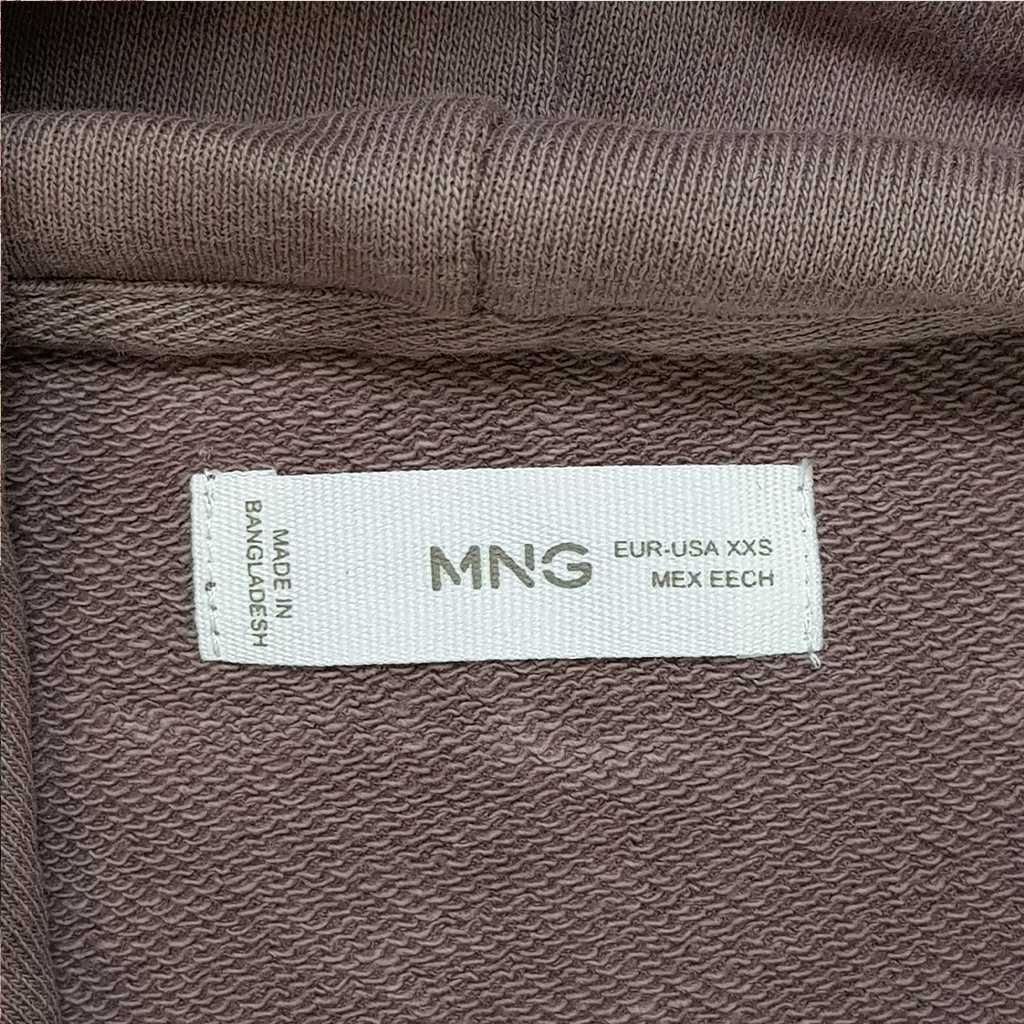 MADE IN
BANGLADESH
MNG
EUR-USA XXS
MEX EECH